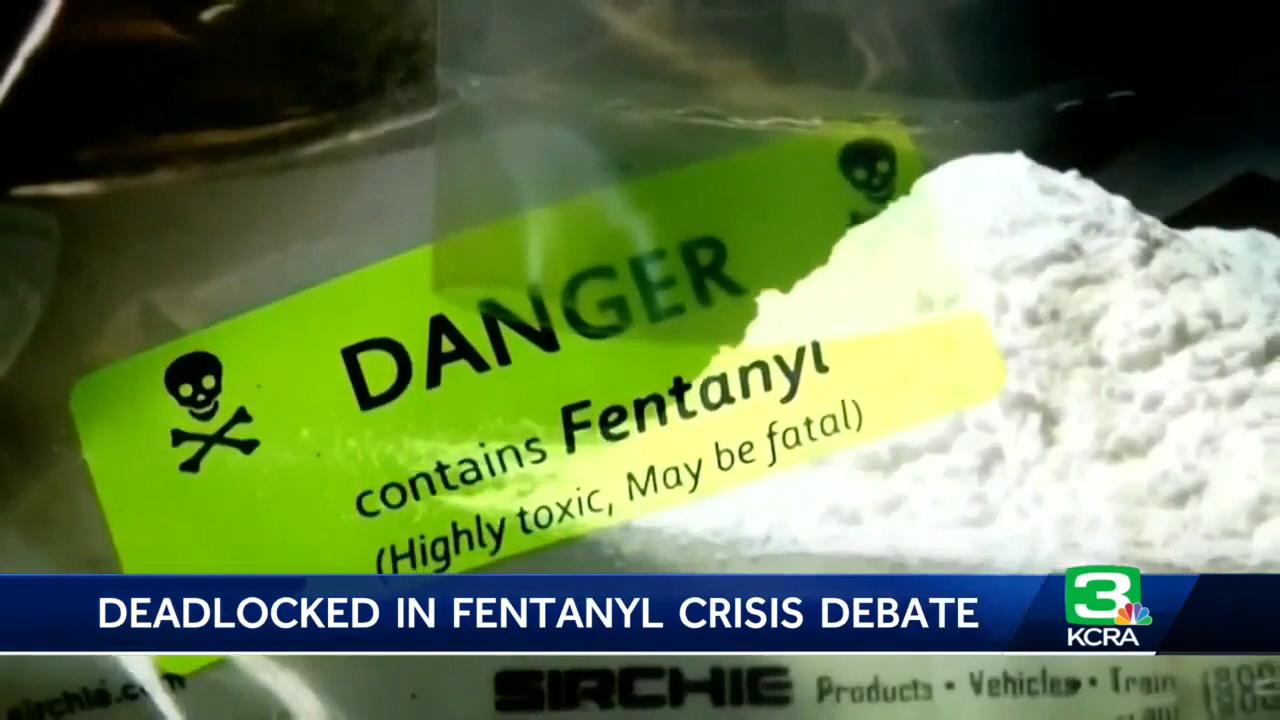 DANGER
contains Fentanyl
(Highly toxic, May be fatal)
DEADLOCKED IN FENTANYL CRISIS DEBATE
3
KCRA
SIRCHIE Products • Vehicles • Train